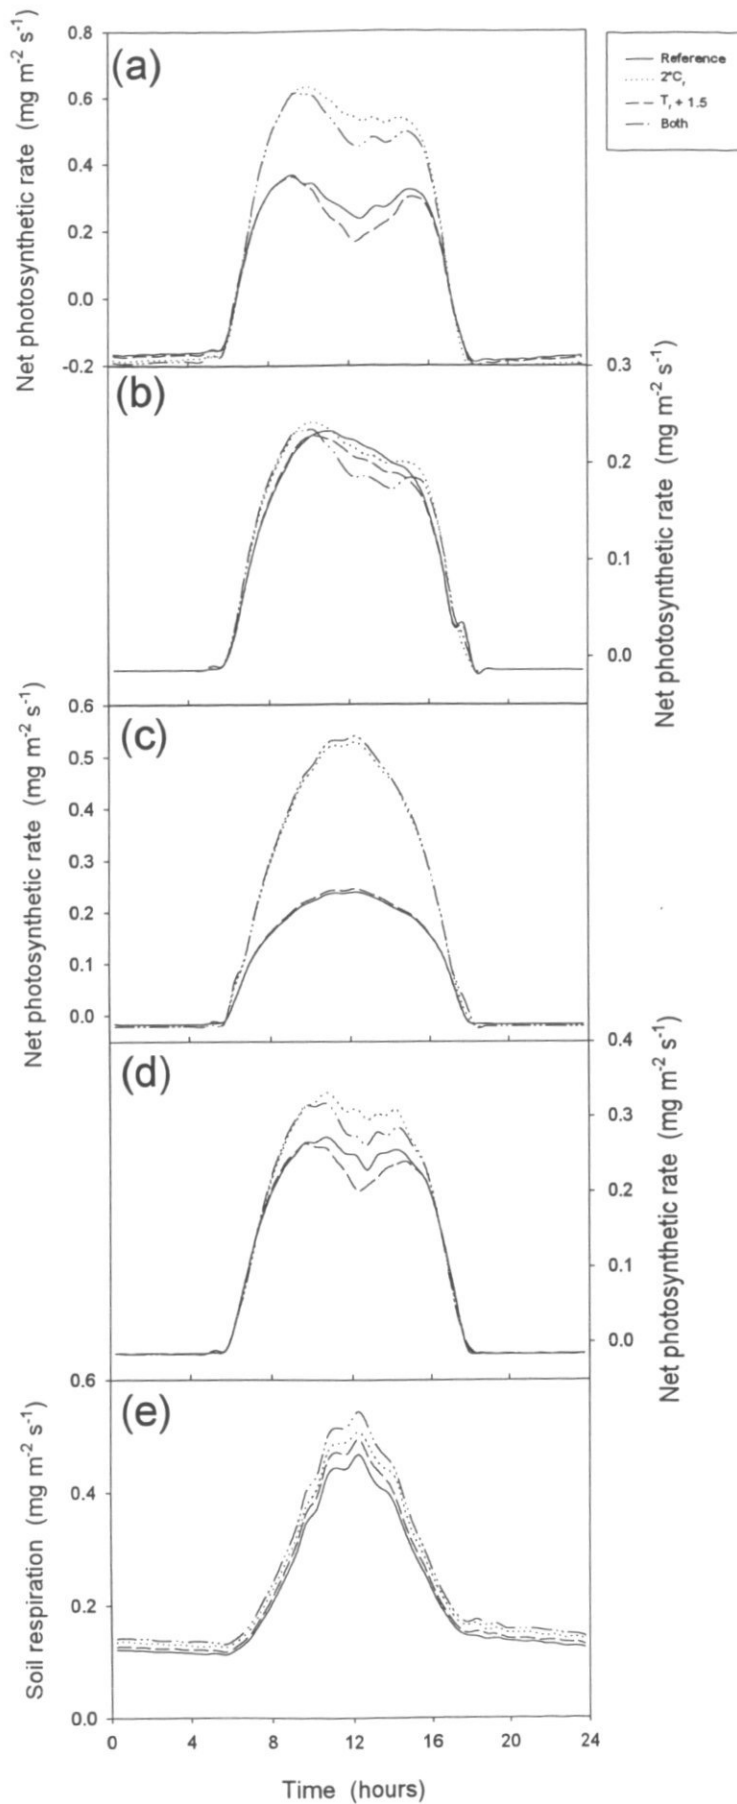 (a)
0.8
0.6
0.4
0.2
0.0
-0.2
Net photosynthetic rate (mg m⁻² s⁻¹)
Reference
2*Cᵣ
Tᵣ + 1.5
Both
(b)
0.3
0.2
0.1
0.0
Net photosynthetic rate (mg m⁻² s⁻¹)
(c)
0.6
0.5
0.4
0.3
0.2
0.1
0.0
Net photosynthetic rate (mg m⁻² s⁻¹)
(d)
0.4
0.3
0.2
0.1
0.0
Net photosynthetic rate (mg m⁻² s⁻¹)
(e)
0.6
0.4
0.2
0.0
Soil respiration (mg m⁻² s⁻¹)
0 4 8 12 16 20 24
Time (hours)